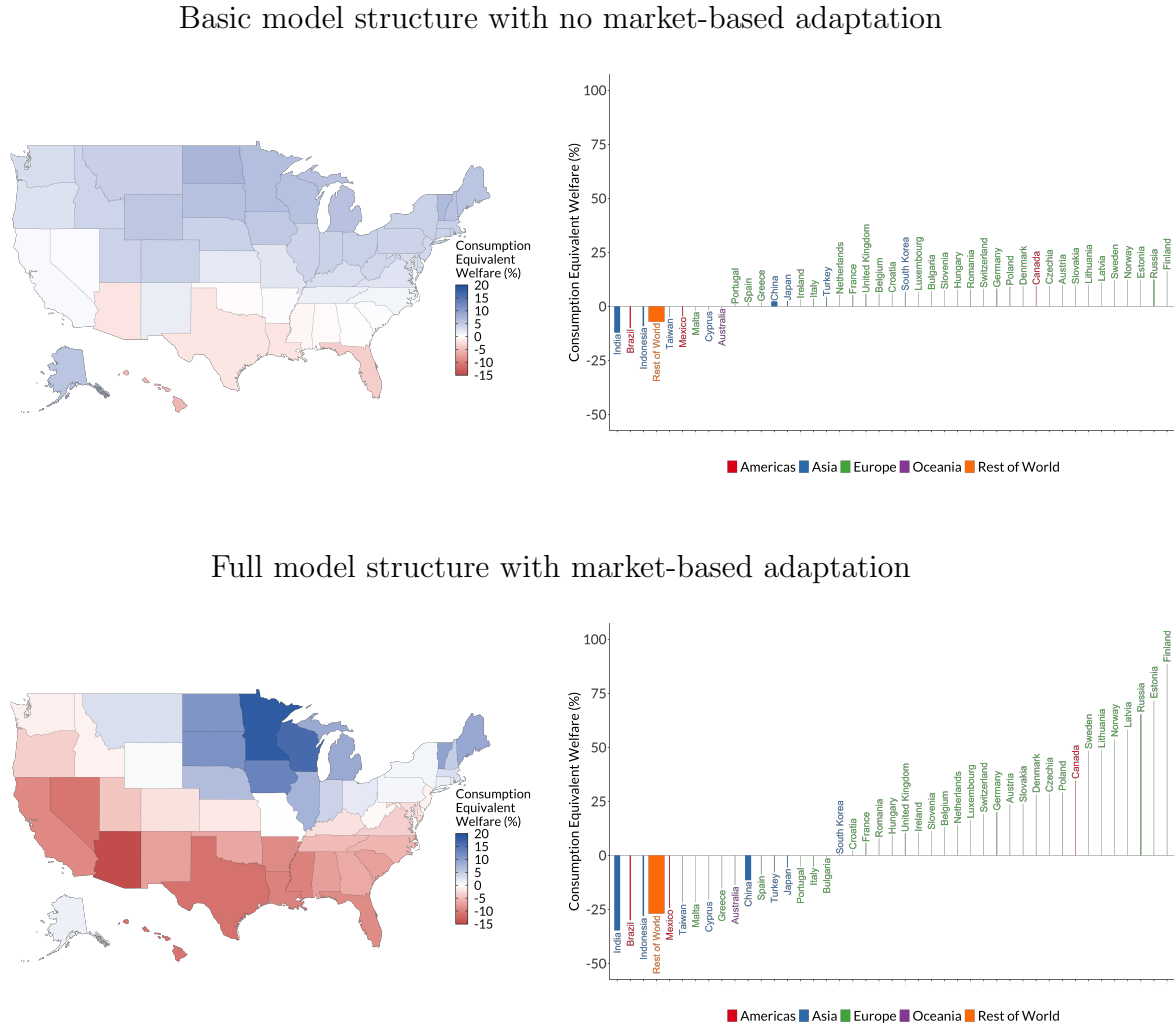 Basic model structure with no market-based adaptation
Consumption
Equivalent
Welfare (%)
20
15
10
5
0
-5
-10
-15
Consumption Equivalent Welfare (%)
100
75
50
25
0
-25
-50
India
Brazil
Indonesia
Rest of World
Taiwan
Mexico
Malta
Cyprus
Australia
Portugal
Spain
Greece
China
Japan
Ireland
Italy
Turkey
Netherlands
France
United Kingdom
Belgium
Croatia
South Korea
Luxembourg
Bulgaria
Slovenia
Hungary
Romania
Switzerland
Germany
Poland
Denmark
Canada
Czechia
Austria
Slovakia
Lithuania
Latvia
Sweden
Norway
Estonia
Russia
Finland
Americas Asia Europe Oceania Rest of World
Full model structure with market-based adaptation
Consumption
Equivalent
Welfare (%)
20
15
10
5
0
-5
-10
-15
Consumption Equivalent Welfare (%)
100
75
50
25
0
-25
-50
India
Brazil
Indonesia
Rest of World
Mexico
Taiwan
Malta
Cyprus
Greece
Australia
China
Spain
Turkey
Japan
Portugal
Italy
Bulgaria
South Korea
Croatia
France
Romania
Hungary
United Kingdom
Ireland
Slovenia
Belgium
Netherlands
Luxembourg
Switzerland
Germany
Austria
Slovakia
Denmark
Czechia
Poland
Canada
Sweden
Lithuania
Norway
Latvia
Russia
Estonia
Finland
Americas Asia Europe Oceania Rest of World